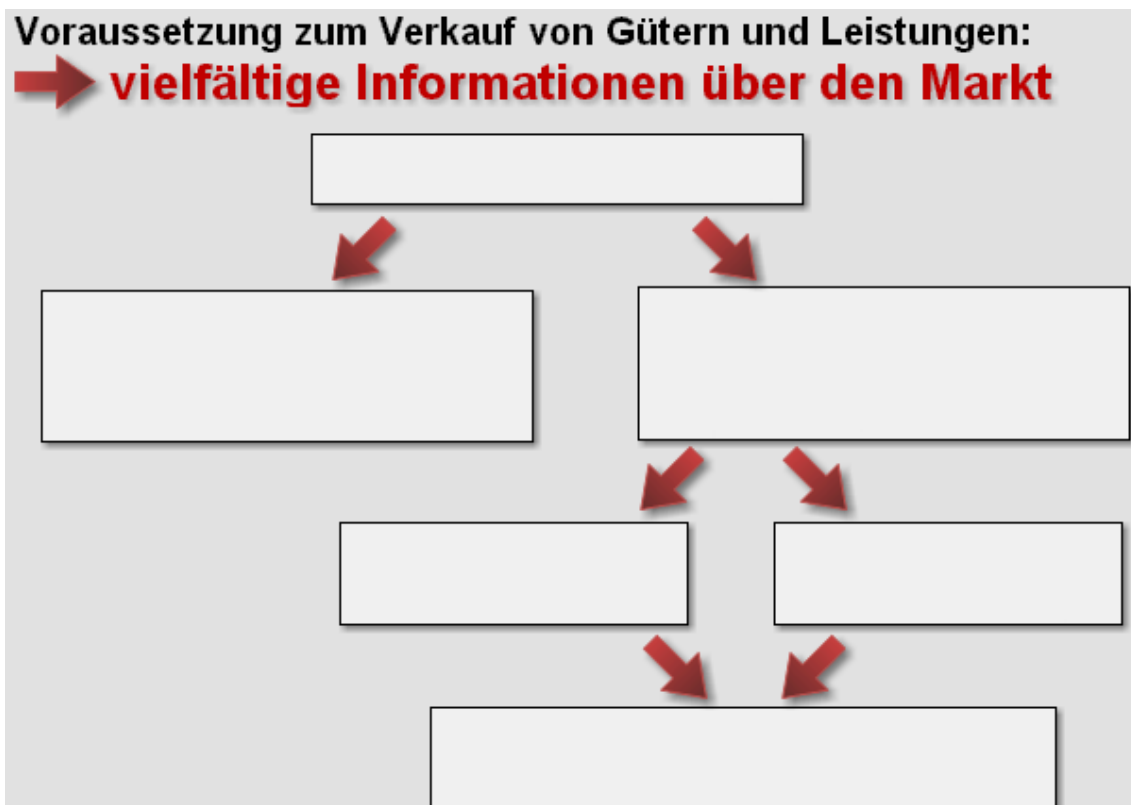 Voraussetzung zum Verkauf von Gütern und Leistungen:
vielfältige Informationen über den Markt